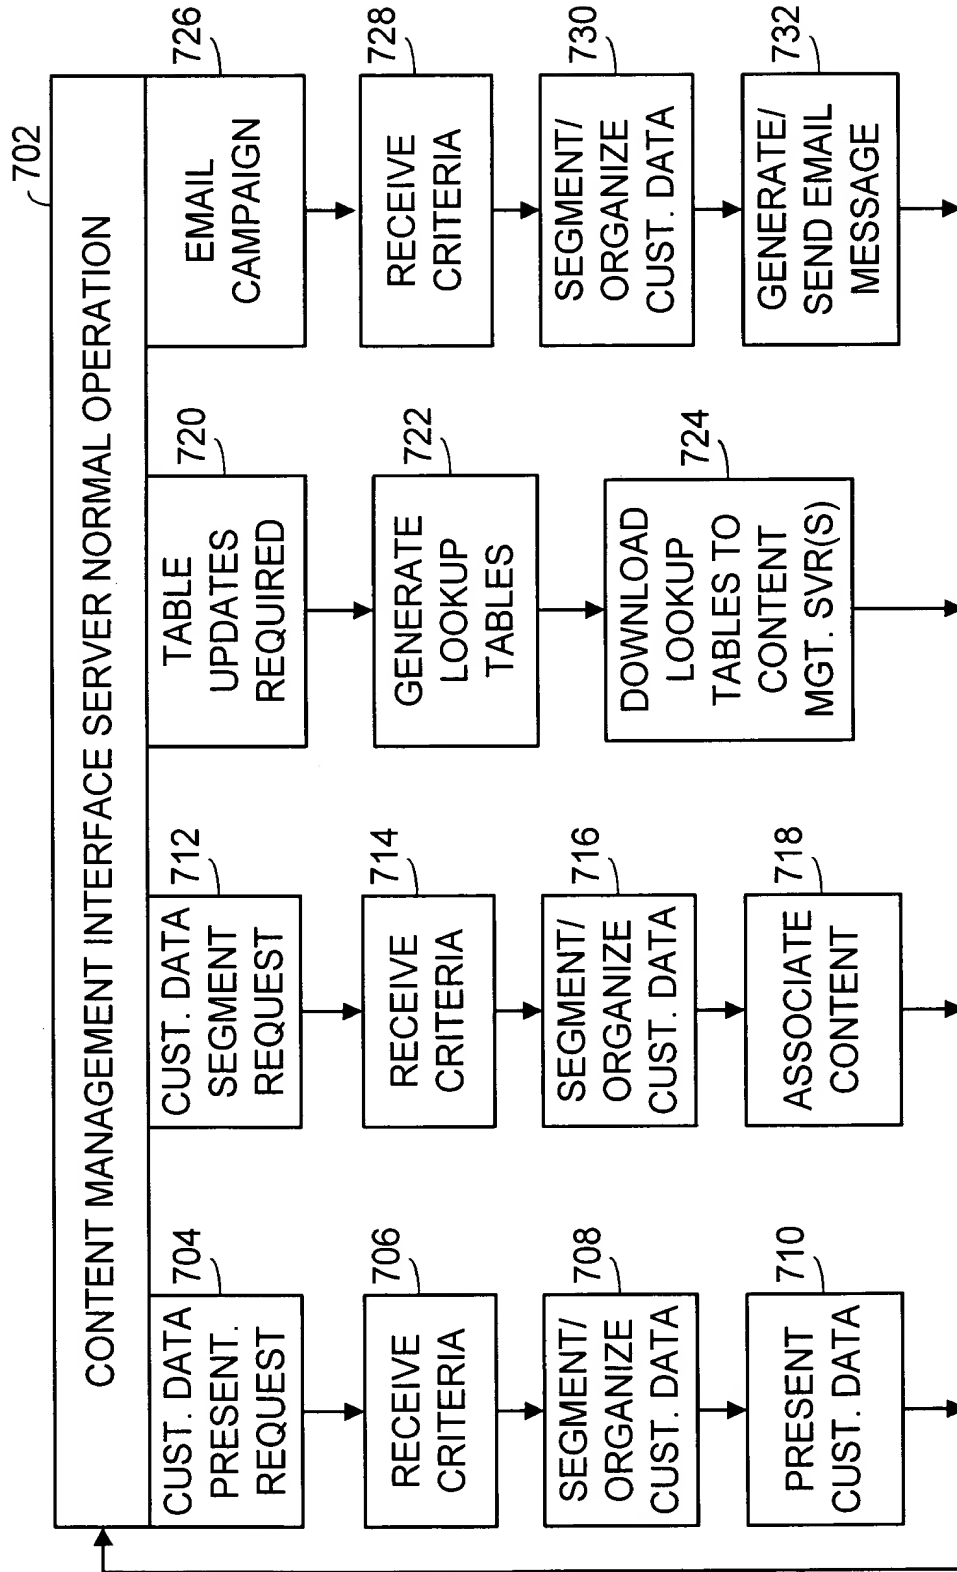 702
CONTENT MANAGEMENT INTERFACE SERVER NORMAL OPERATION
704
CUST. DATA
PRESENT.
REQUEST
706
RECEIVE
CRITERIA
708
SEGMENT/
ORGANIZE
CUST. DATA
710
PRESENT
CUST. DATA
712
CUST. DATA
SEGMENT
REQUEST
714
RECEIVE
CRITERIA
716
SEGMENT/
ORGANIZE
CUST. DATA
718
ASSOCIATE
CONTENT
720
TABLE
UPDATES
REQUIRED
722
GENERATE
LOOKUP
TABLES
724
DOWNLOAD
LOOKUP
TABLES TO
CONTENT
MGT. SVR(S)
726
EMAIL
CAMPAIGN
728
RECEIVE
CRITERIA
730
SEGMENT/
ORGANIZE
CUST. DATA
732
GENERATE/
SEND EMAIL
MESSAGE